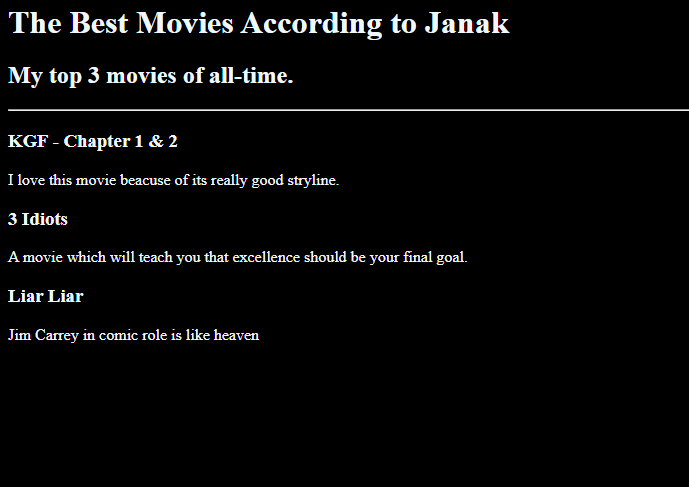 The Best Movies According to Janak
My top 3 movies of all-time.
KGF - Chapter 1 & 2
I love this movie beacuse of its really good stryline.
3 Idiots
A movie which will teach you that excellence should be your final goal.
Liar Liar
Jim Carrey in comic role is like heaven